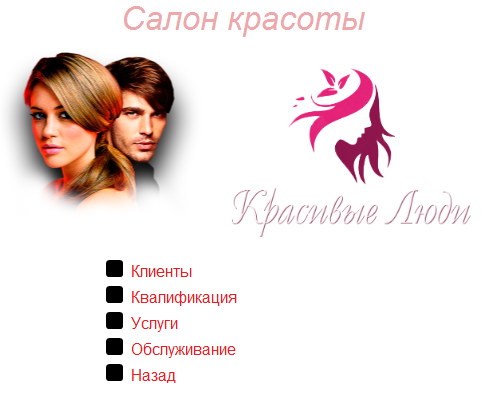 Салон красоты
Красивые Люди
Клиенты
Квалификация
Услуги
Обслуживание
Назад